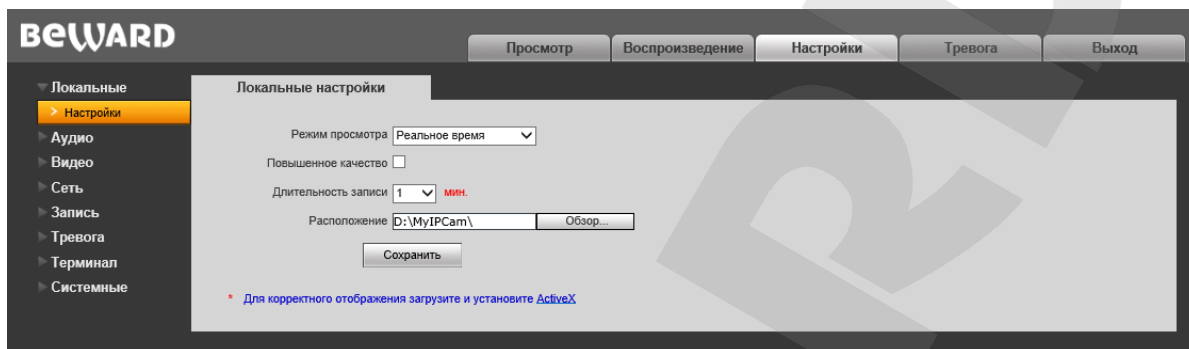 BEWARD
Просмотр Воспроизведение Настройки Тревога Выход
Локальные
> Настройки
Аудио
Видео
Сеть
Запись
Тревога
Терминал
Системные
Локальные настройки
Режим просмотра Реальное время
Повышенное качество
Длительность записи 1 мин.
Расположение D:\MyIPCam\ Обзор...
Сохранить
* Для корректного отображения загрузите и установите ActiveX